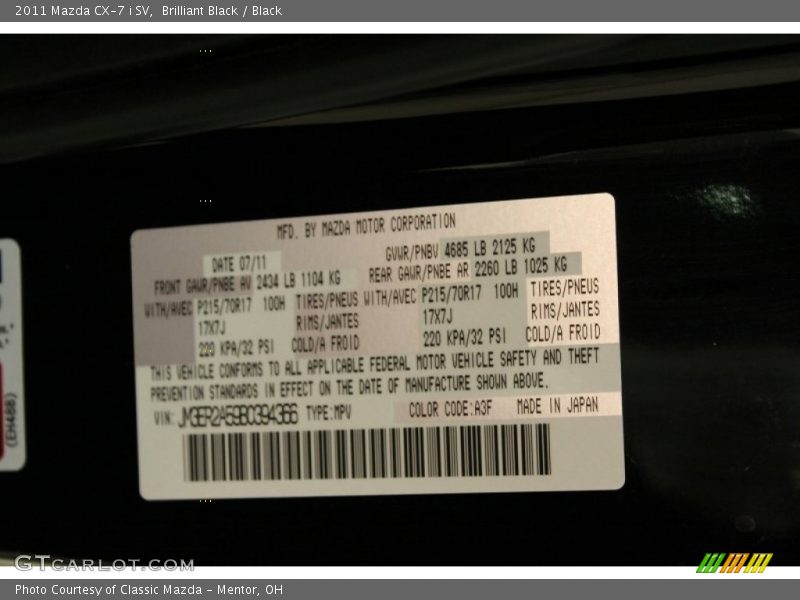 2011 Mazda CX-7 i SV, Brilliant Black / Black
MFD. BY MAZDA MOTOR CORPORATION
DATE 07/11 GVWR/PNBV 4685 LB 2125 KG
FRONT GAWR/PNBE AV 2434 LB 1104 KG REAR GAWR/PNBE AR 2260 LB 1025 KG
WITH/AVEC P215/70R17 100H TIRES/PNEUS WITH/AVEC P215/70R17 100H TIRES/PNEUS
17X7J RIMS/JANTES 17X7J RIMS/JANTES
220 KPA/32 PSI COLD/A FROID 220 KPA/32 PSI COLD/A FROID
THIS VEHICLE CONFORMS TO ALL APPLICABLE FEDERAL MOTOR VEHICLE SAFETY AND THEFT
PREVENTION STANDARDS IN EFFECT ON THE DATE OF MANUFACTURE SHOWN ABOVE.
VIN: JM3ER2A59B0394366 TYPE:MPV COLOR CODE:A3F MADE IN JAPAN
(EH48B)
GTCARLOT.COM
Photo Courtesy of Classic Mazda - Mentor, OH